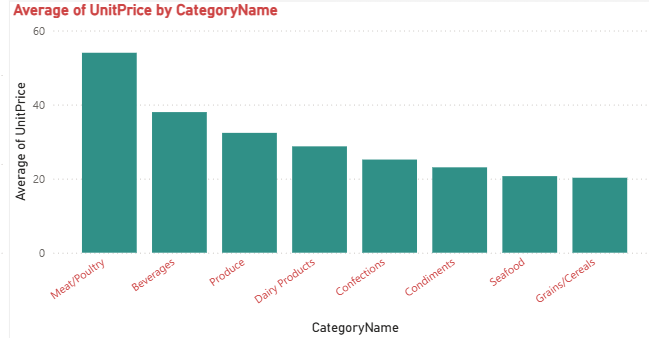 Average of UnitPrice by CategoryName
60
40
20
0
Average of UnitPrice
Meat/Poultry
Beverages
Produce
Dairy Products
Confections
Condiments
Seafood
Grains/Cereals
CategoryName